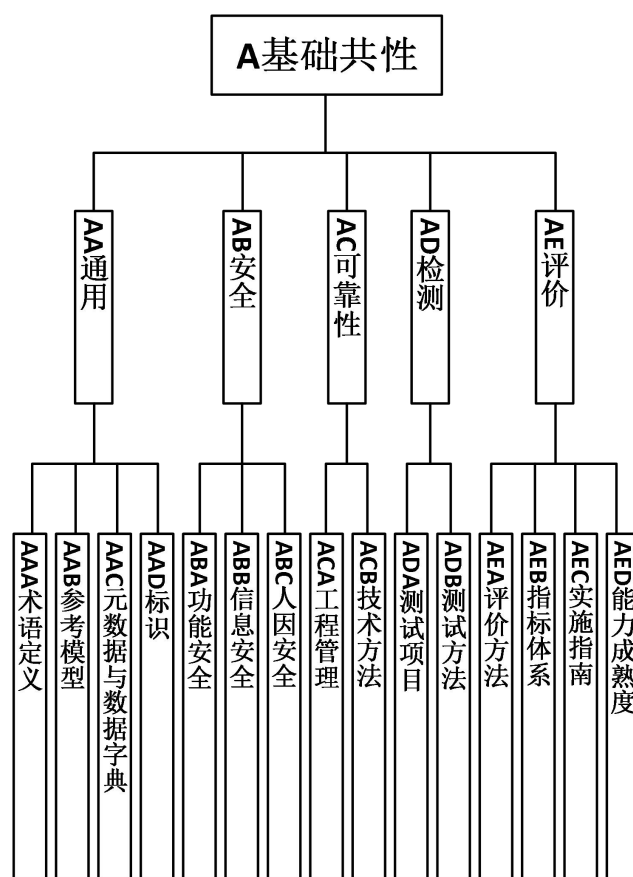 A基础共性
AA通用
AB安全
AC可靠性
AD检测
AE评价
AAA术语定义
AAB参考模型
AAC元数据与数据字典
AAD标识
ABA功能安全
ABB信息安全
ABC人因安全
ACA工程管理
ACB技术方法
ADA测试项目
ADB测试方法
AEA评价方法
AEB指标体系
AEC实施指南
AED能力成熟度